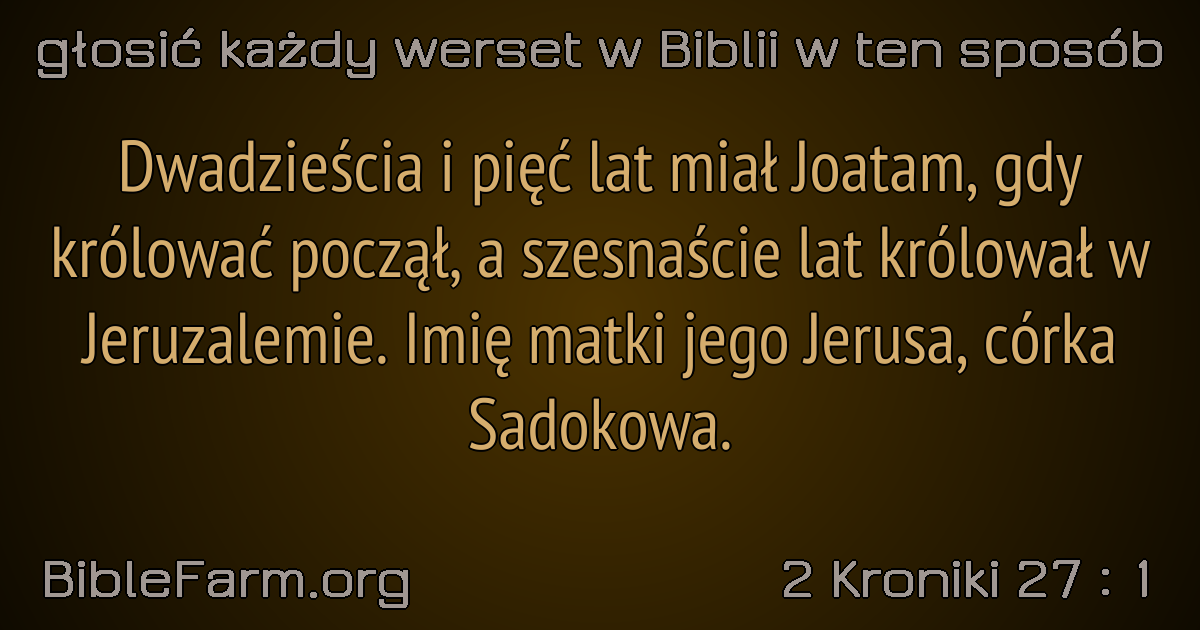 głosić każdy werset w Biblii w ten sposób
Dwadzieścia i pięć lat miał Joatam, gdy
królować począł, a szesnaście lat królował w
Jeruzalemie. Imię matki jego Jerusa, córka
Sadokowa.
BibleFarm.org
2 Kroniki 27 : 1